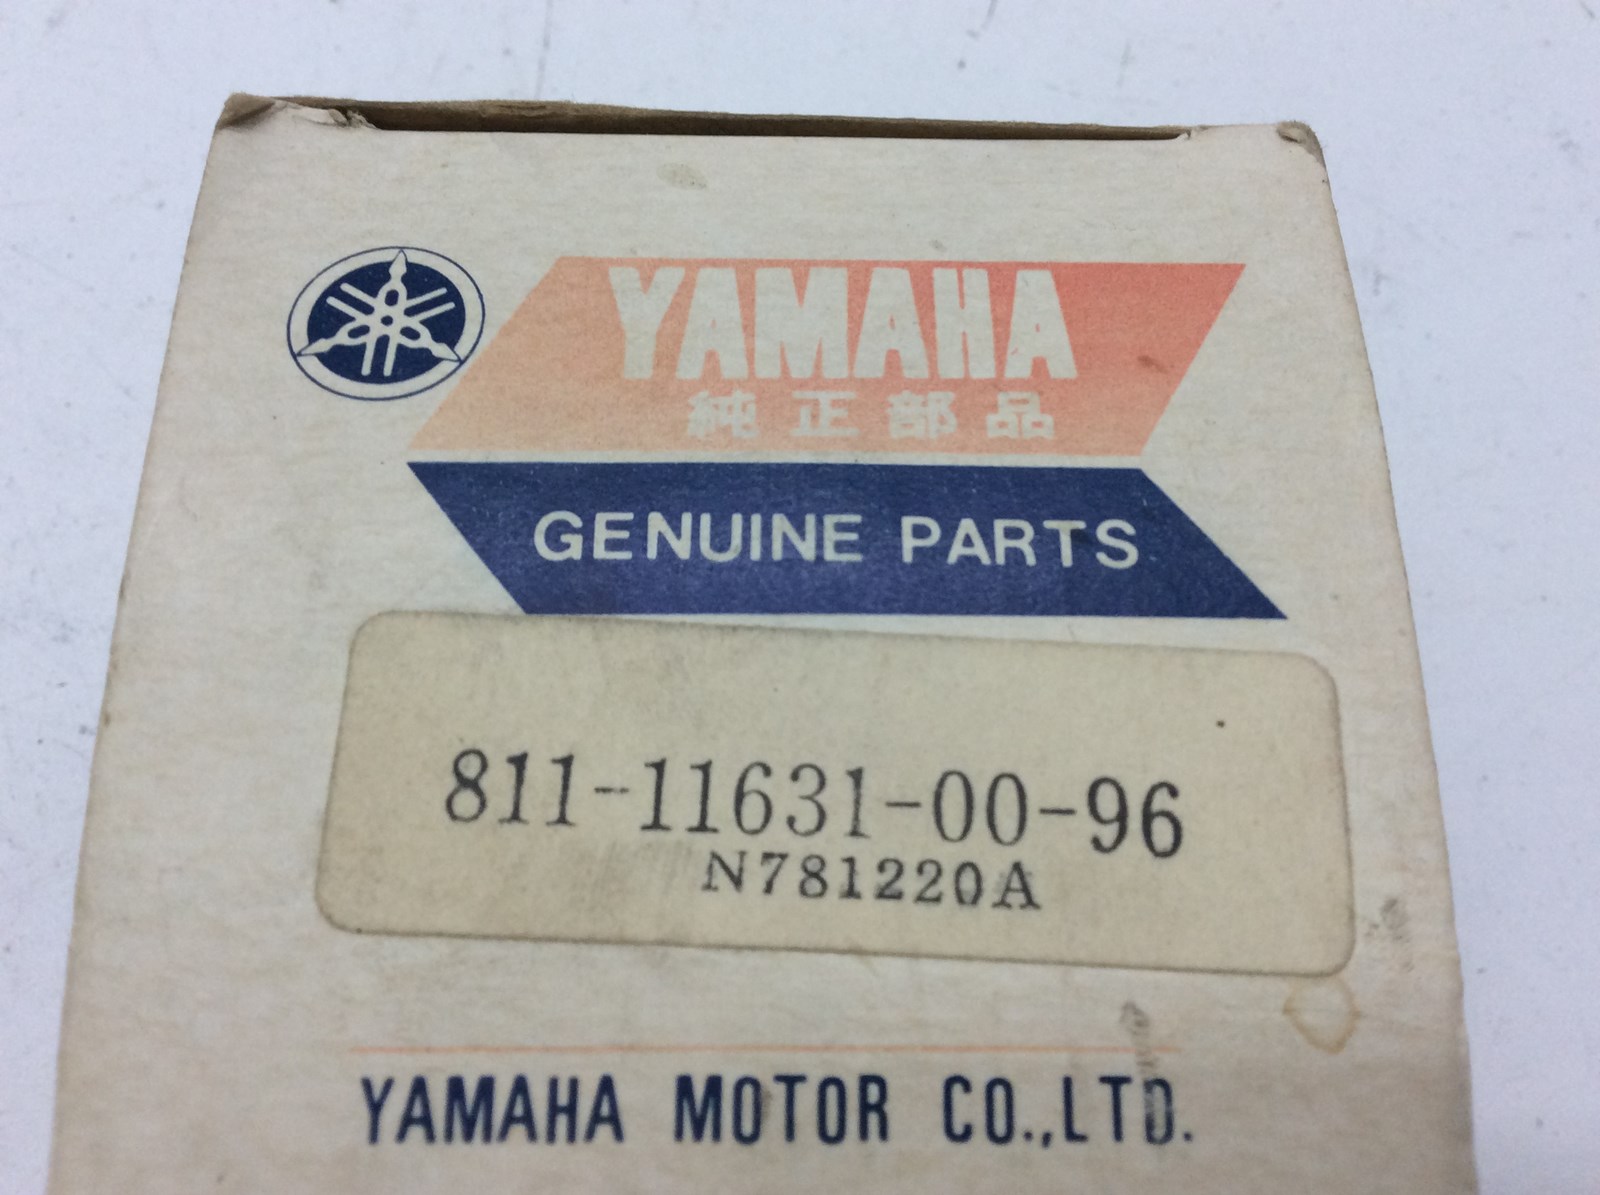 YAMAHA
純正部品
GENUINE PARTS
811-11631-00-96
N781220A
YAMAHA MOTOR CO.,LTD.